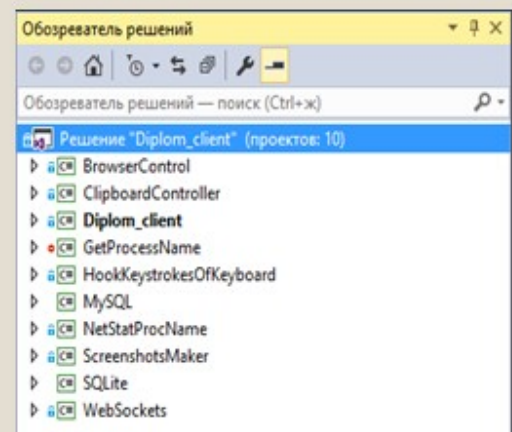 Обозреватель решений
Обозреватель решений — поиск (Ctrl+ж)
Решение "Diplom_client" (проектов: 10)
C# BrowserControl
C# ClipboardController
C# Diplom_client
C# GetProcessName
C# HookKeystrokesOfKeyboard
C# MySQL
C# NetStatProcName
C# ScreenshotsMaker
C# SQLite
C# WebSockets